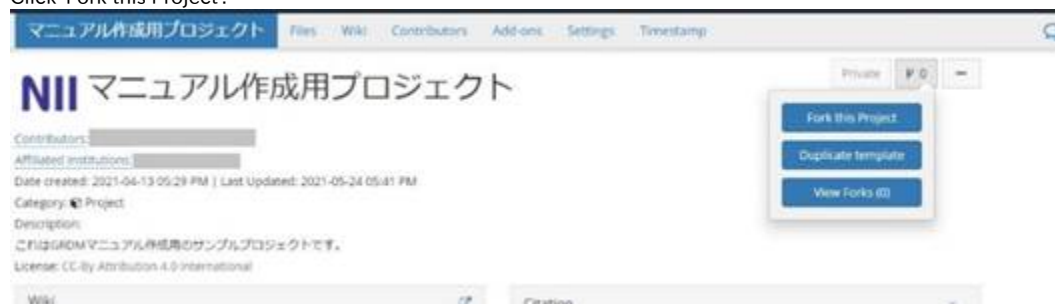 Click 'Fork this Project'.
マニュアル作成用プロジェクト Files Wiki Contributors Add-ons Settings Timestamp
NII マニュアル作成用プロジェクト
Private 0
Fork this Project
Duplicate template
View Forks (0)
Contributors:
Affiliated institutions:
Date created: 2021-04-13 05:29 PM | Last Updated: 2021-05-24 05:41 PM
Category: Project
Description:
これはGRDMマニュアル作成用のサンプルプロジェクトです。
License: CC-By Attribution 4.0 International
Wiki Citation